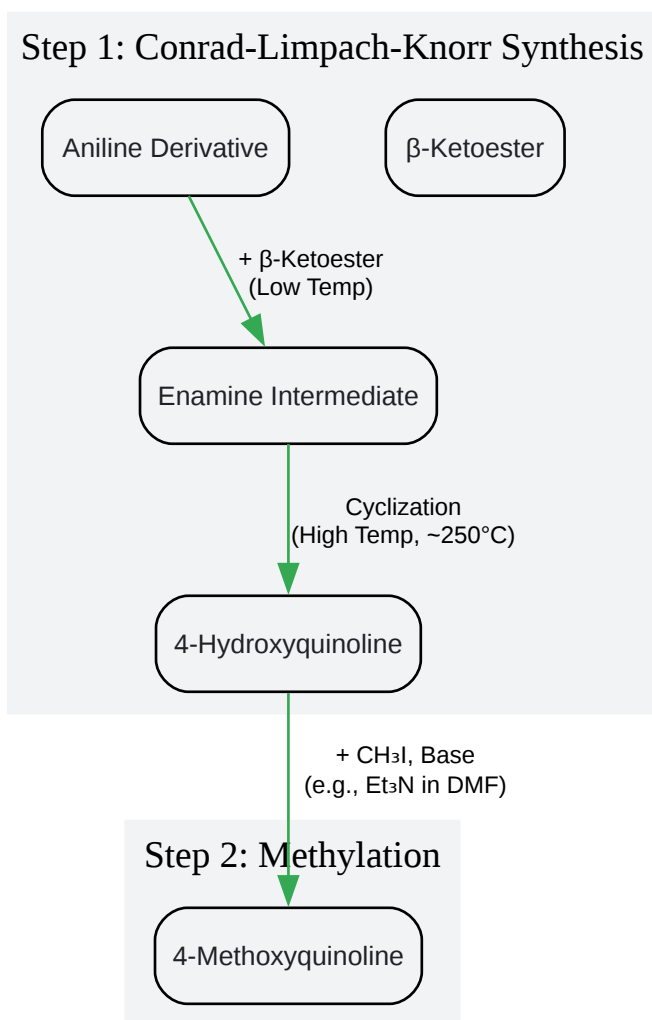 Step 1: Conrad-Limpach-Knorr Synthesis
Aniline Derivative
β-Ketoester
+ β-Ketoester
(Low Temp)
Enamine Intermediate
Cyclization
(High Temp, ~250°C)
4-Hydroxyquinoline
+ CH₃I, Base
(e.g., Et₃N in DMF)
Step 2: Methylation
4-Methoxyquinoline